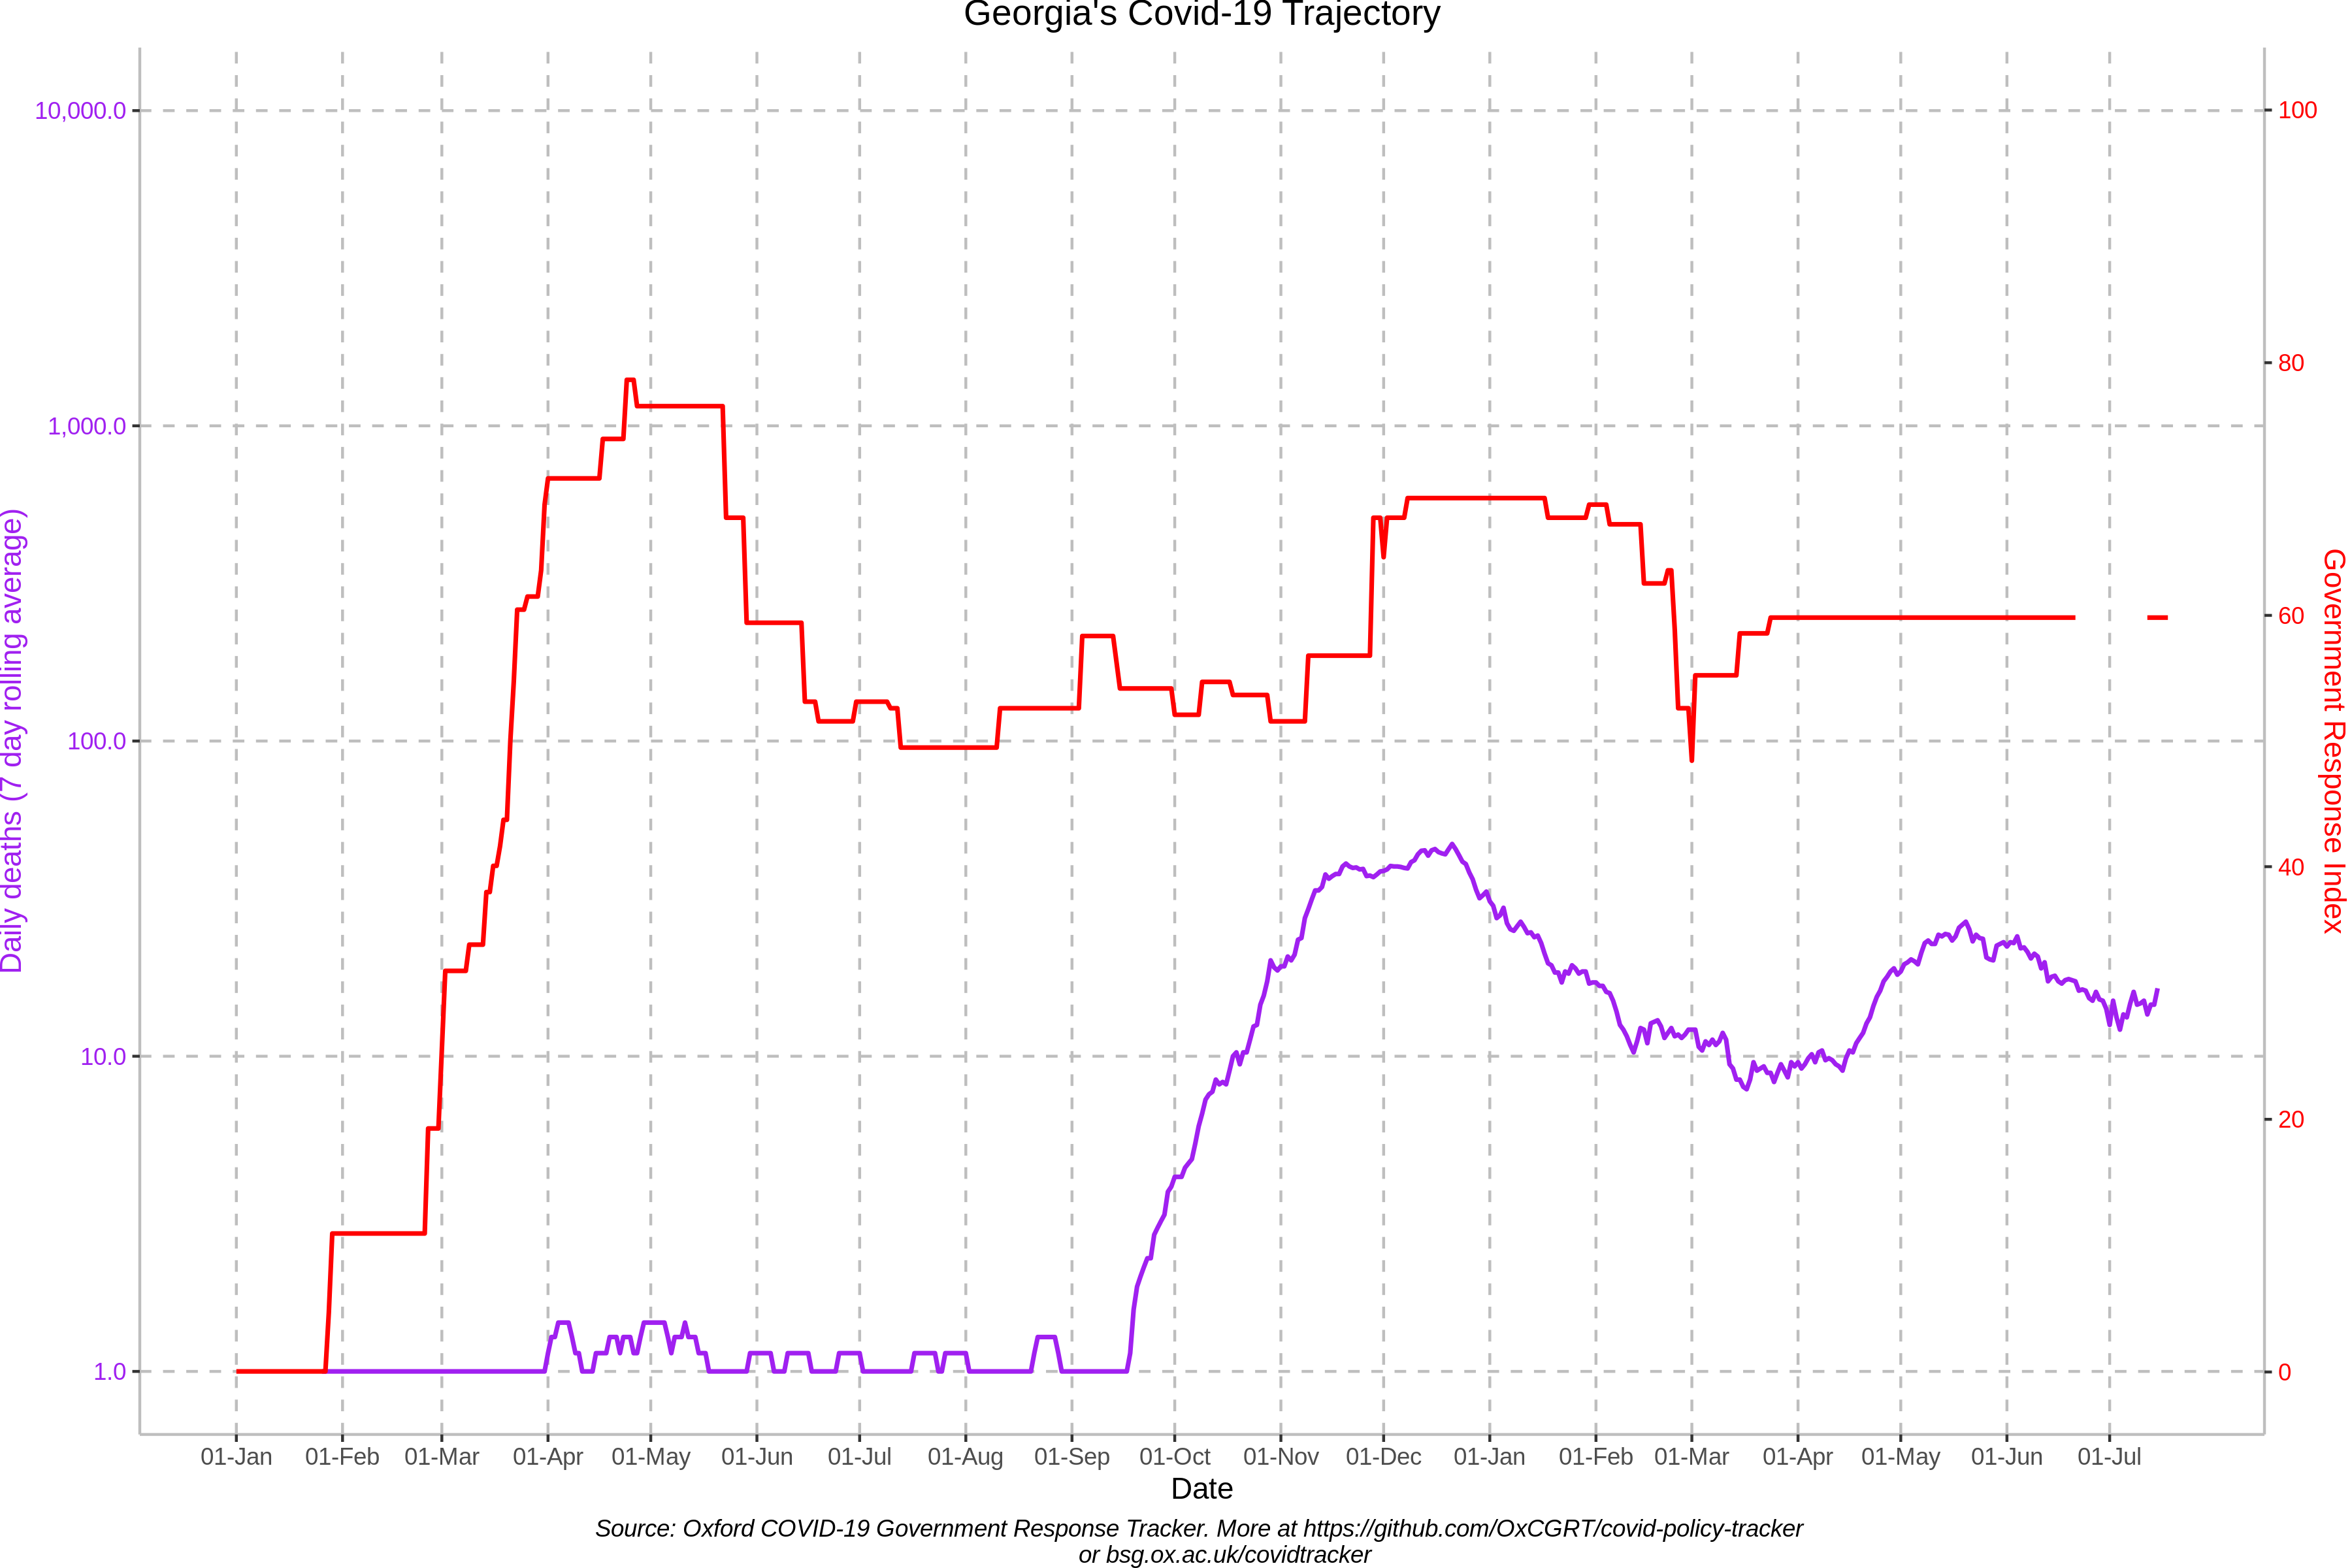 Georgia's Covid-19 Trajectory
10,000.0
1,000.0
100.0
10.0
1.0
Daily deaths (7 day rolling average)
100
80
60
40
20
0
Government Response Index
01-Jan 01-Feb 01-Mar 01-Apr 01-May 01-Jun 01-Jul 01-Aug 01-Sep 01-Oct 01-Nov 01-Dec 01-Jan 01-Feb 01-Mar 01-Apr 01-May 01-Jun 01-Jul
Date
Source: Oxford COVID-19 Government Response Tracker. More at https://github.com/OxCGRT/covid-policy-tracker
or bsg.ox.ac.uk/covidtracker